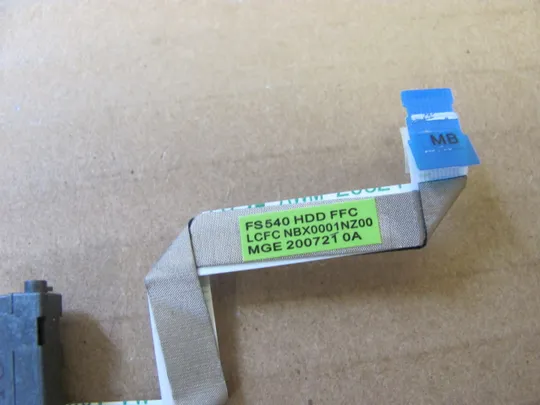 MB
FS540 HDD FFC
LCFC NBX0001NZ00
MGE 200721 0A